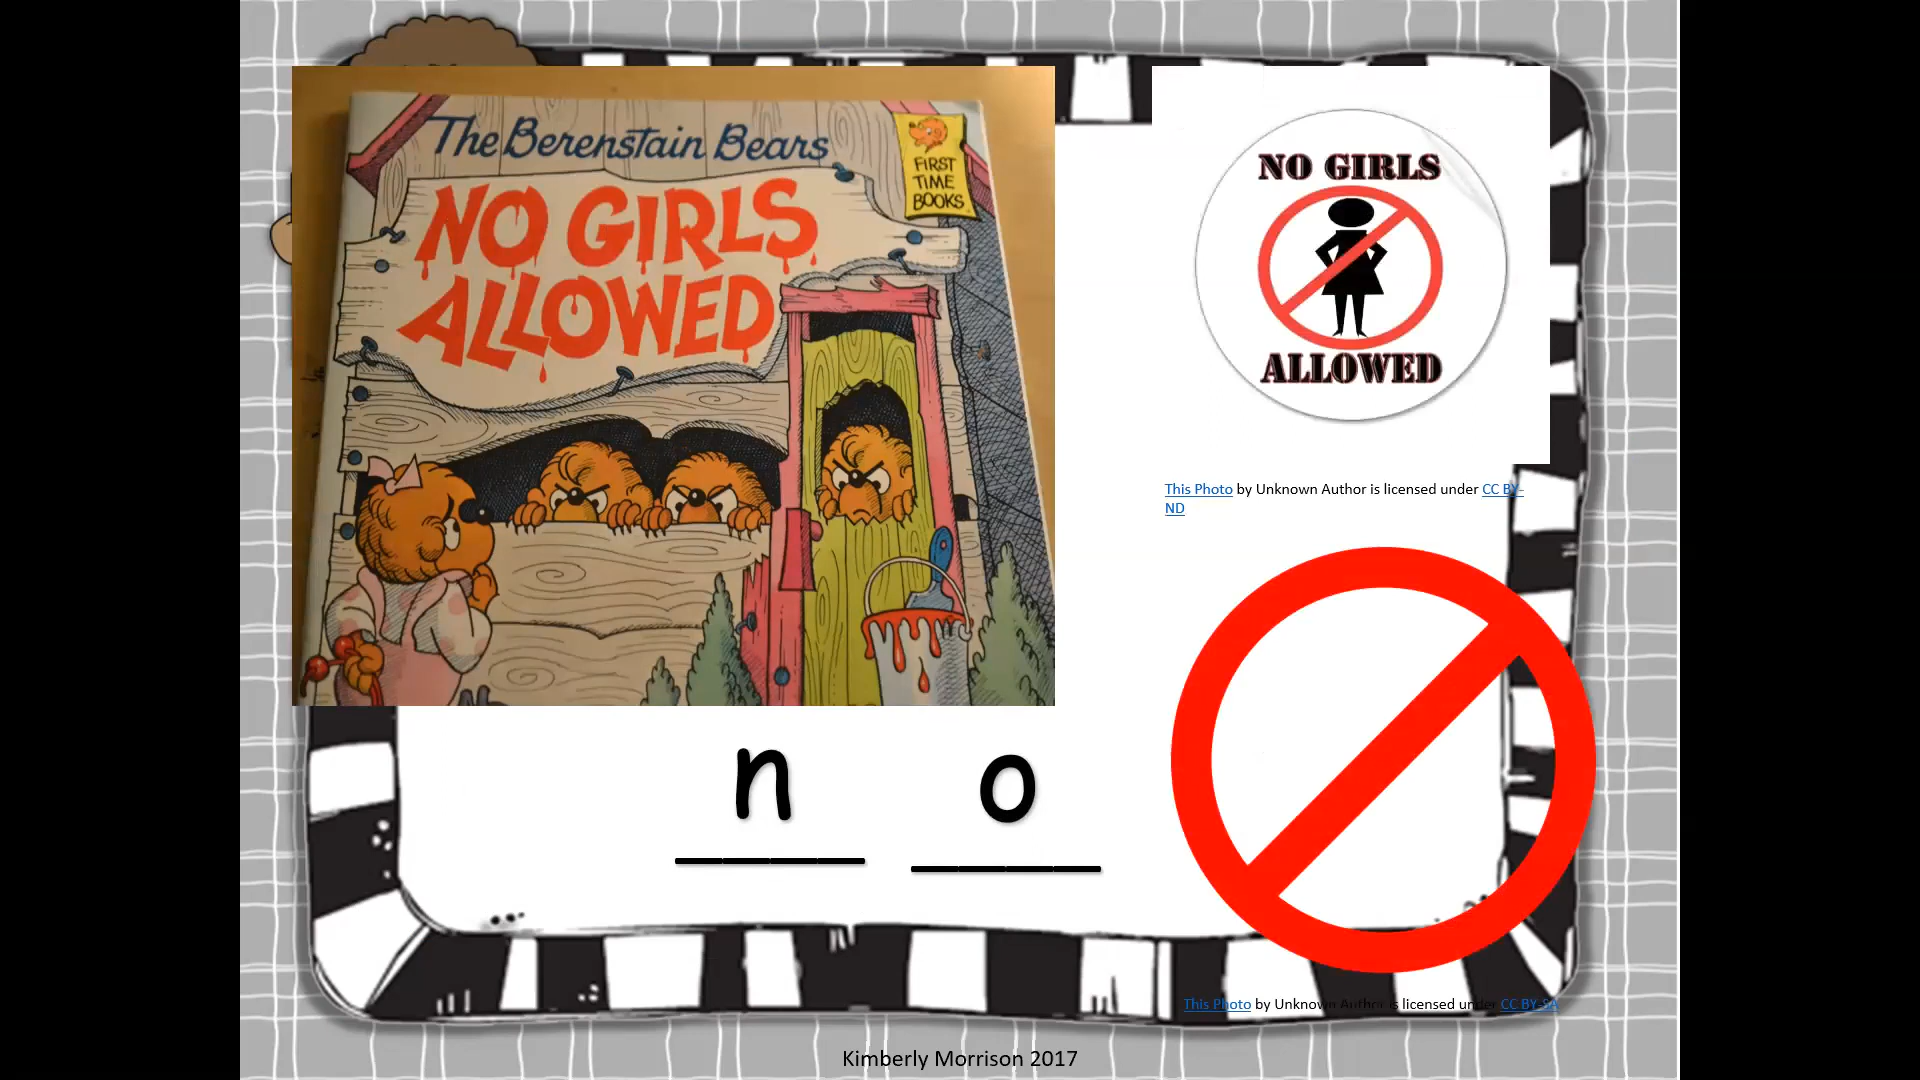 The Berenstain Bears
NO GIRLS
ALLOWED
FIRST
TIME
BOOKS
NO GIRLS
ALLOWED
This Photo by Unknown Author is licensed under CC BY-
ND
n o
This Photo by Unknown Author is licensed under CC BY-SA
Kimberly Morrison 2017